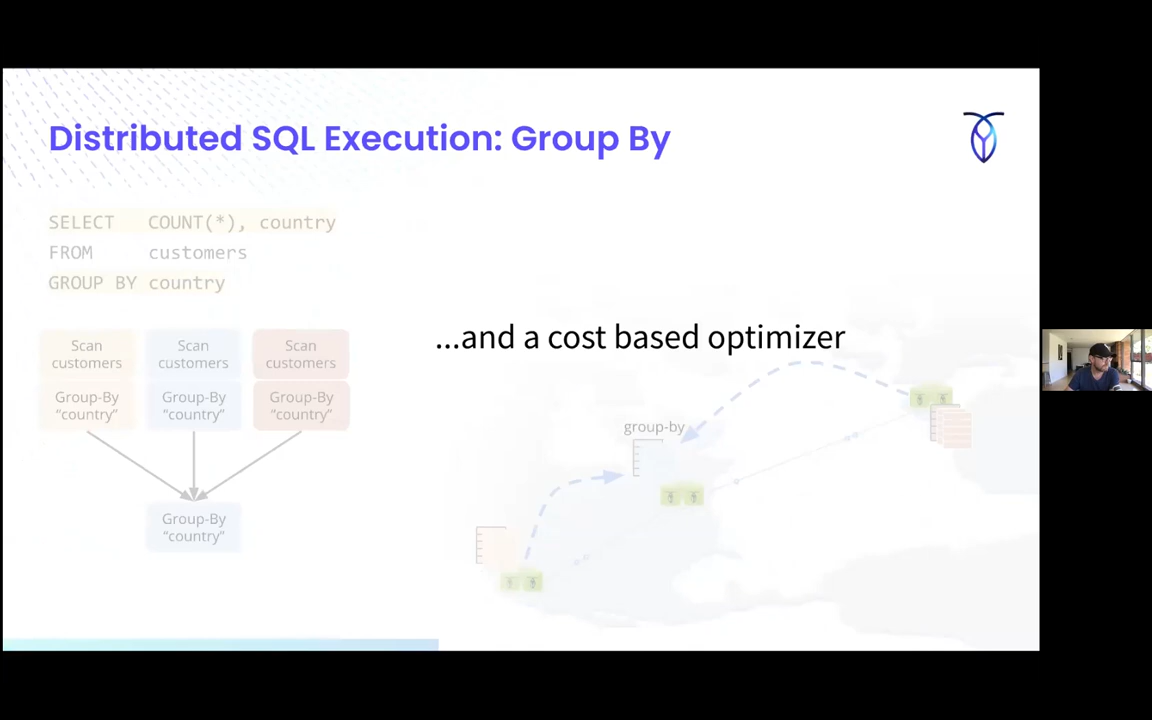 Distributed SQL Execution: Group By
SELECT COUNT(*), country
FROM customers
GROUP BY country
Scan
customers
Scan
customers
Scan
customers
Group-By
“country”
Group-By
“country”
Group-By
“country”
Group-By
“country”
...and a cost based optimizer
group-by